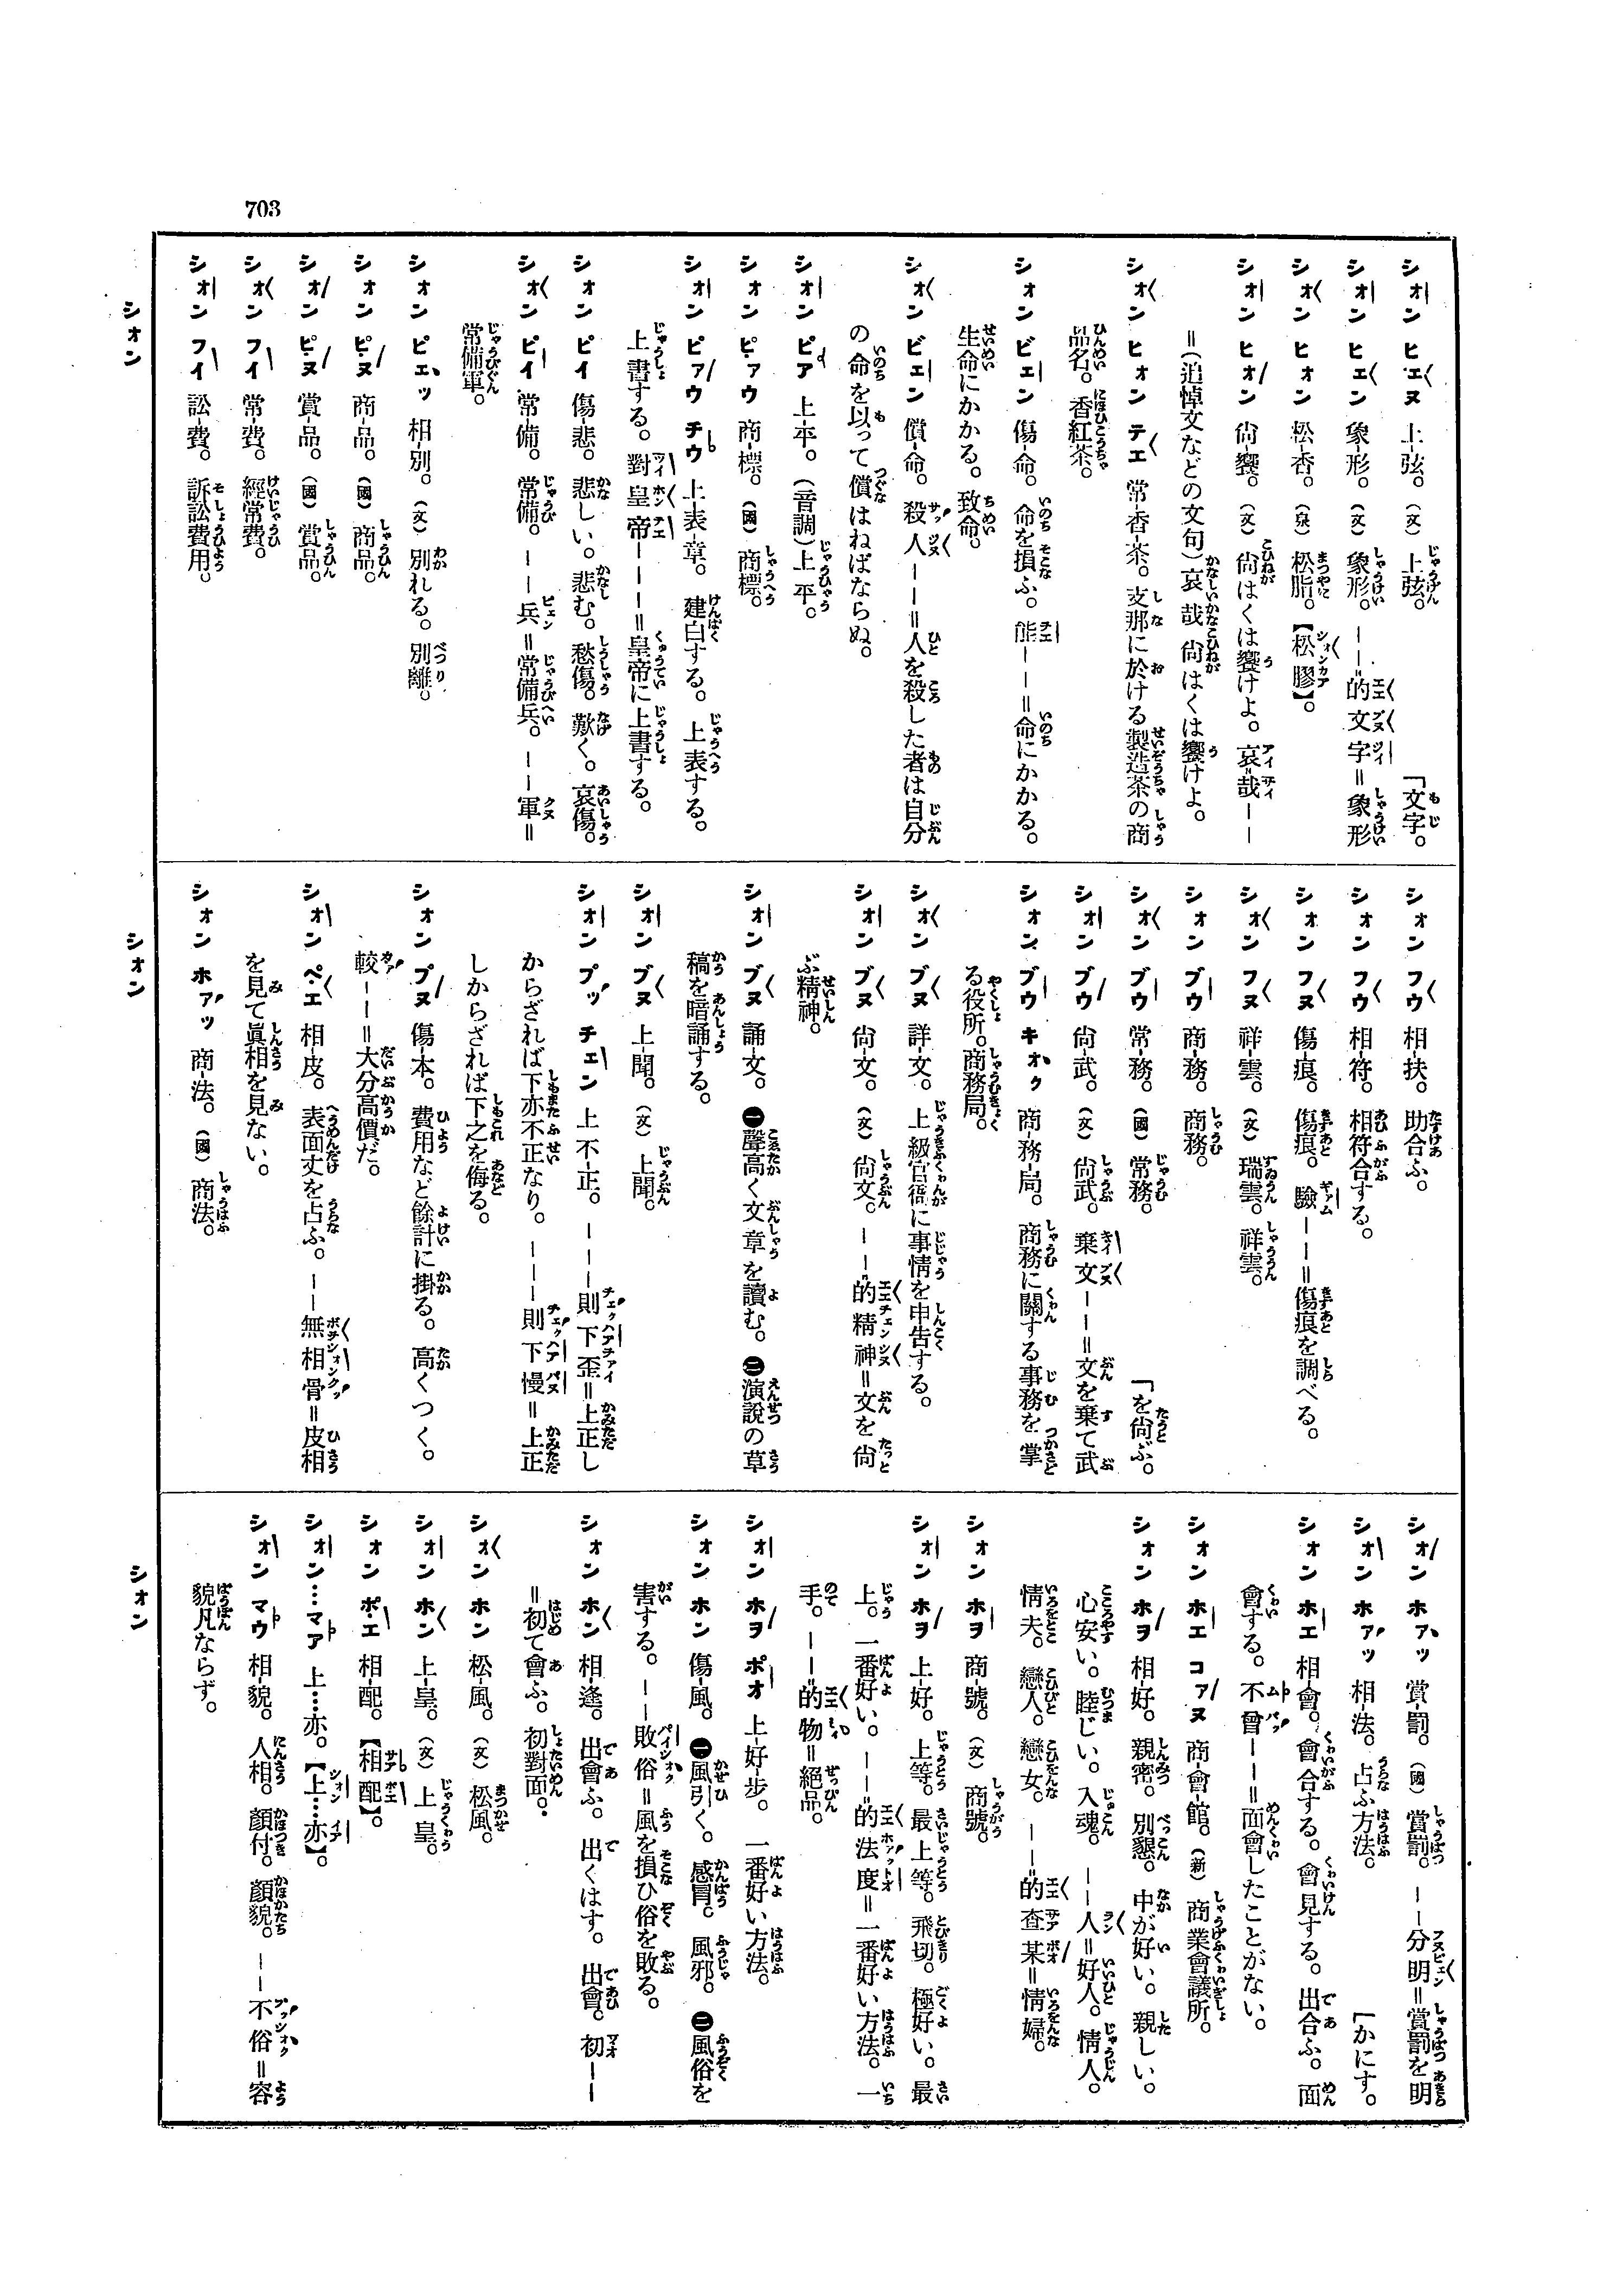 703
シオン ヒエヌ 上-弦。(文)上弦。 「文字。
シオン ヒエン 象-形。(文)象形。－－的文字＝象形
シオン ヒオン 松-香。(泉)松脂。【松膠】。
シオン ヒオン 尙-饗。(文)尙はくは饗けよ。哀哉－－
＝(追悼文などの文句)哀哉尙はくは饗けよ。
シオン ヒオン テエ 常-香-茶。支那に於ける製造茶の商
品名。香紅茶。
シオン ビエン 傷-命。命を損ふ。能－－＝命にかかる。
生命にかかる。致命。
シオン ビエン 償-命。殺人－－＝人を殺した者は自分
の命を以って償はねばならぬ。
シオン ピア 上-平。(音調)上平。
シオン ピアウ 商-標。(國)商標。
シオン ピアウ チウ 上-表-章。建白する。上表する。
上書する。對皇帝－－－＝皇帝に上書する。
シオン ピイ 傷-悲。悲しい。悲む。愁傷。歎く。哀傷。
シオン ピイ 常-備。常備。－－兵＝常備兵。－－軍＝
常備軍。
シオン ピエッ 相-別。(文)別れる。別離。
シオン ピヌ 商-品。(國)商品。
シオン ピヌ 賞-品。(國)賞品。
シオン フイ 常-費。經常費。
シオン フイ 訟-費。訴訟費用。
シオン
シオン フウ 相-扶。助合ふ。
シオン フウ 相-符。相符合する。
シオン フヌ 傷-痕。傷痕。驗－－＝傷痕を調べる。
シオン フヌ 祥-雲。(文)瑞雲。祥雲。
シオン ブウ 商-務。商務。
シオン ブウ 常-務。(國)常務。 「を尙ぶ。
シオン ブウ 尙-武。(文)尙武。棄文－－＝文を棄て武
シオン ブウ キオク 商-務-局。商務に關する事務を掌
る役所。商務局。
シオン ブヌ 詳-文。上級官衙に事情を申告する。
シオン ブヌ 尙-文。(文)尙文。－－的精神＝文を尙
ぶ精神。
シオン ブヌ 誦-文。㊀聲高く文章を讀む。㊁演說の草
稿を暗誦する。
シオン ブヌ 上-聞。(文)上聞。
シオン プッ チエン 上-不-正。－－－則下歪＝上正し
からざれば下亦不正なり。－－－則下慢＝上正
しからざれば下之を侮る。
シオン プヌ 傷-本。費用など餘計に掛る。高くつく。
較－－＝大分高價だ。
シオン ペエ 相-皮。表面丈を占ふ。－－無相骨＝皮相
を見て眞相を見ない。
シオン ホアッ 商-法。(國)商法。
シオン
シオン ホアッ 賞-罰。(國)賞罰。－－分明＝賞罰を明
シオン ホアッ 相-法。占ふ方法。 「かにす。
シオン ホエ 相-會。會合する。會見する。出合ふ。面
會する。不曾－－＝面會したことがない。
シオン ホエ コアヌ 商-會-館。(新)商業會議所。
シオン ホヲ 相-好。親密。別懇。中が好い。親しい。
心安い。睦じい。入魂。－－人＝好人。情人。
情夫。戀人。戀女。－－的查某＝情婦。
シオン ホヲ 商-號。(文)商號。
シオン ホヲ 上-好。上等。最上等。飛切。極好い。最
上。一番好い。－－的法度＝一番好い方法。一
手。－－的物＝絕品。
シオン ホヲ ポオ 上-好-步。一番好い方法。
シオン ホン 傷-風。㊀風引く。感冒。風邪。㊁風俗を
害する。－－敗俗＝風を損ひ俗を敗る。
シオン ホン 相-逢。出會ふ。出くはす。出會。初－－
＝初て會ふ。初對面。
シオン ホン 松-風。(文)松風。
シオン ホン 上-皇。(文)上皇。
シオン ポエ 相-配。【相配】。
シオン…マア 上…亦。【上…亦】。
シオン マウ 相-貌。人相。顏付。顏貌。－－不俗＝容
貌凡ならず。
シオン